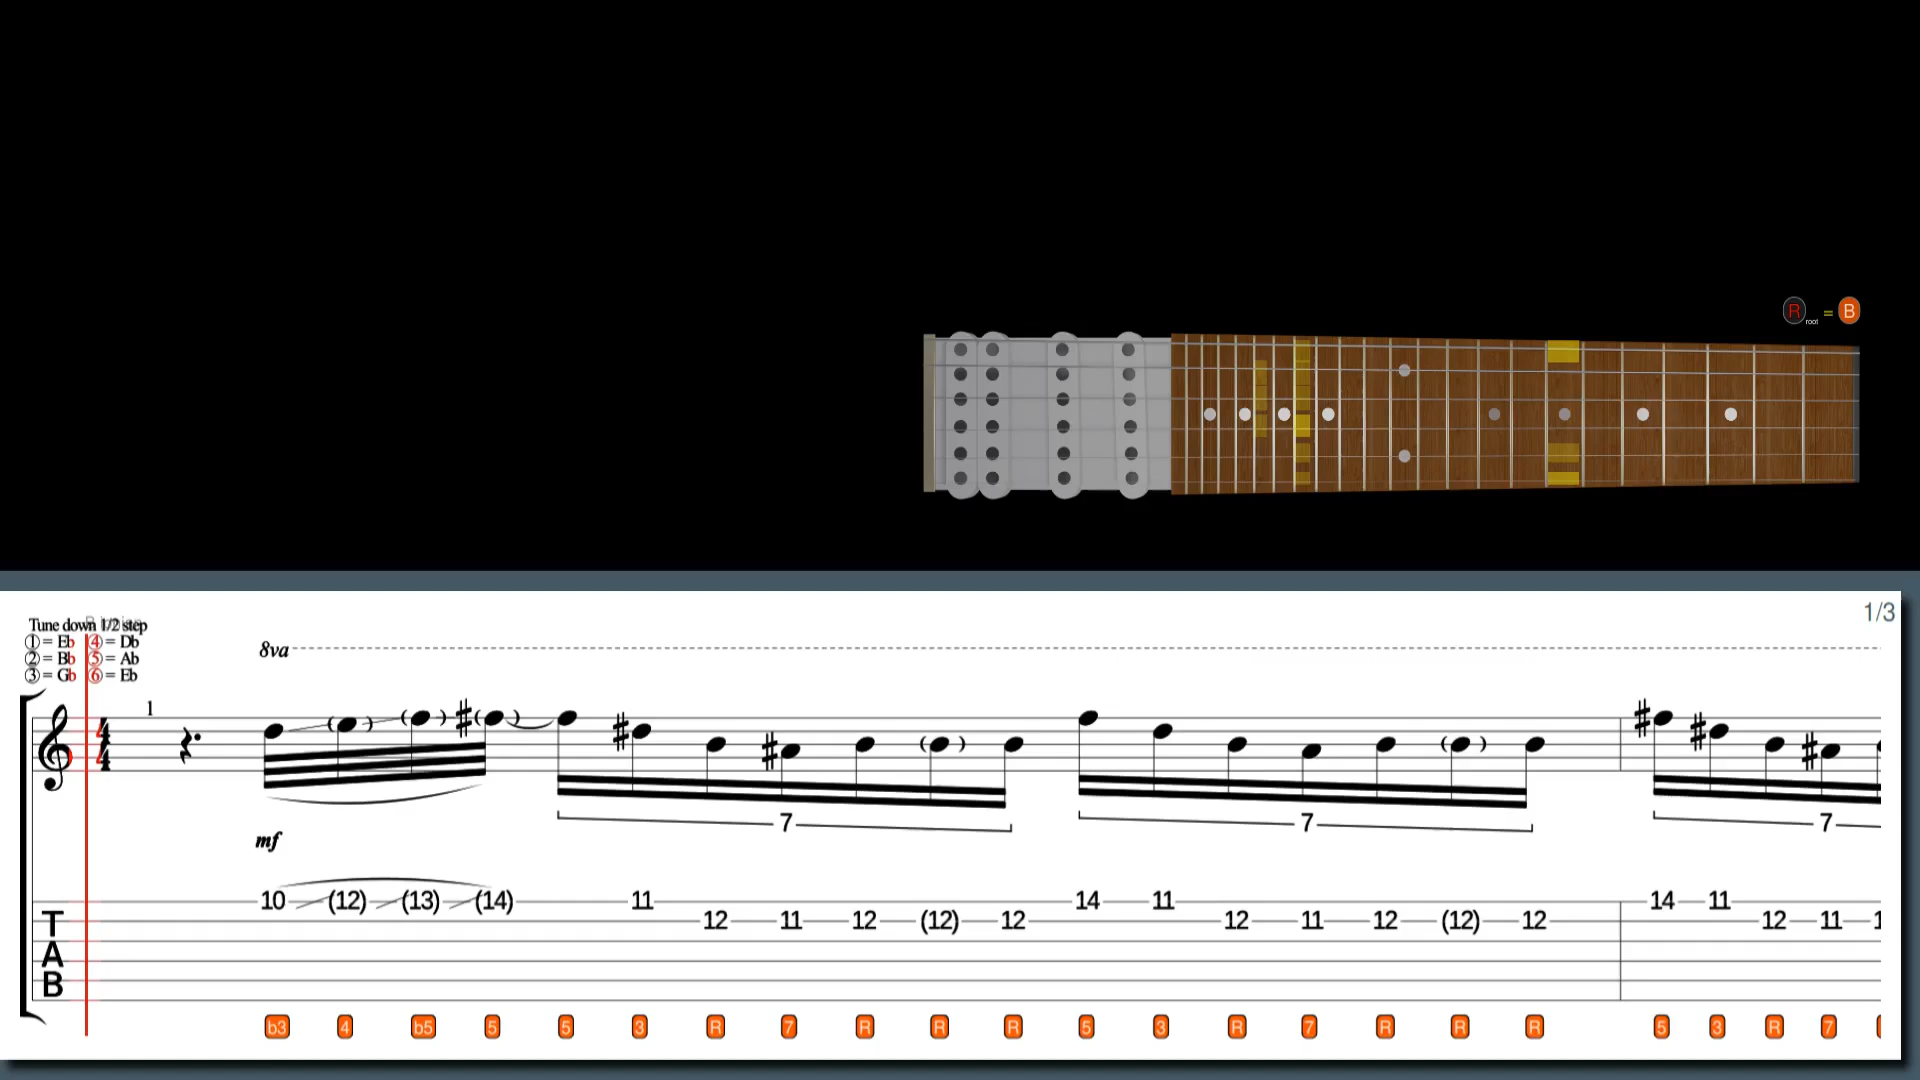 R root = B
1/3
Tune down 1/2 step
① = Eb ④ = Db
② = Bb ⑤ = Ab
③ = Gb ⑥ = Eb
8va
1
4
4
7 7 7
mf
10 (12) (13) (14) 11 14 11 14 11
12 11 12 (12) 12 12 11 12 (12) 12 12 11 1
T
A
B
b3 4 b5 5 5 3 R 7 R R R 5 3 R 7 R R R 5 3 R 7